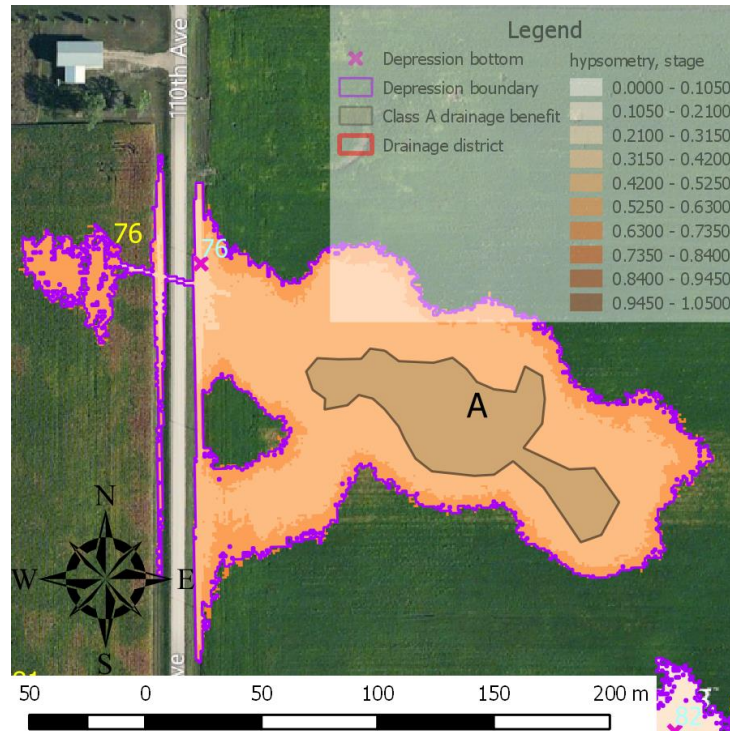 Legend
Depression bottom
Depression boundary
Class A drainage benefit
Drainage district
hypsometry, stage
0.0000 - 0.1050
0.1050 - 0.2100
0.2100 - 0.3150
0.3150 - 0.4200
0.4200 - 0.5250
0.5250 - 0.6300
0.6300 - 0.7350
0.7350 - 0.8400
0.8400 - 0.9450
0.9450 - 1.0500
110th Ave
76
76
A
N
W
E
S
Ave
50
0
50
100
150
200 m
82